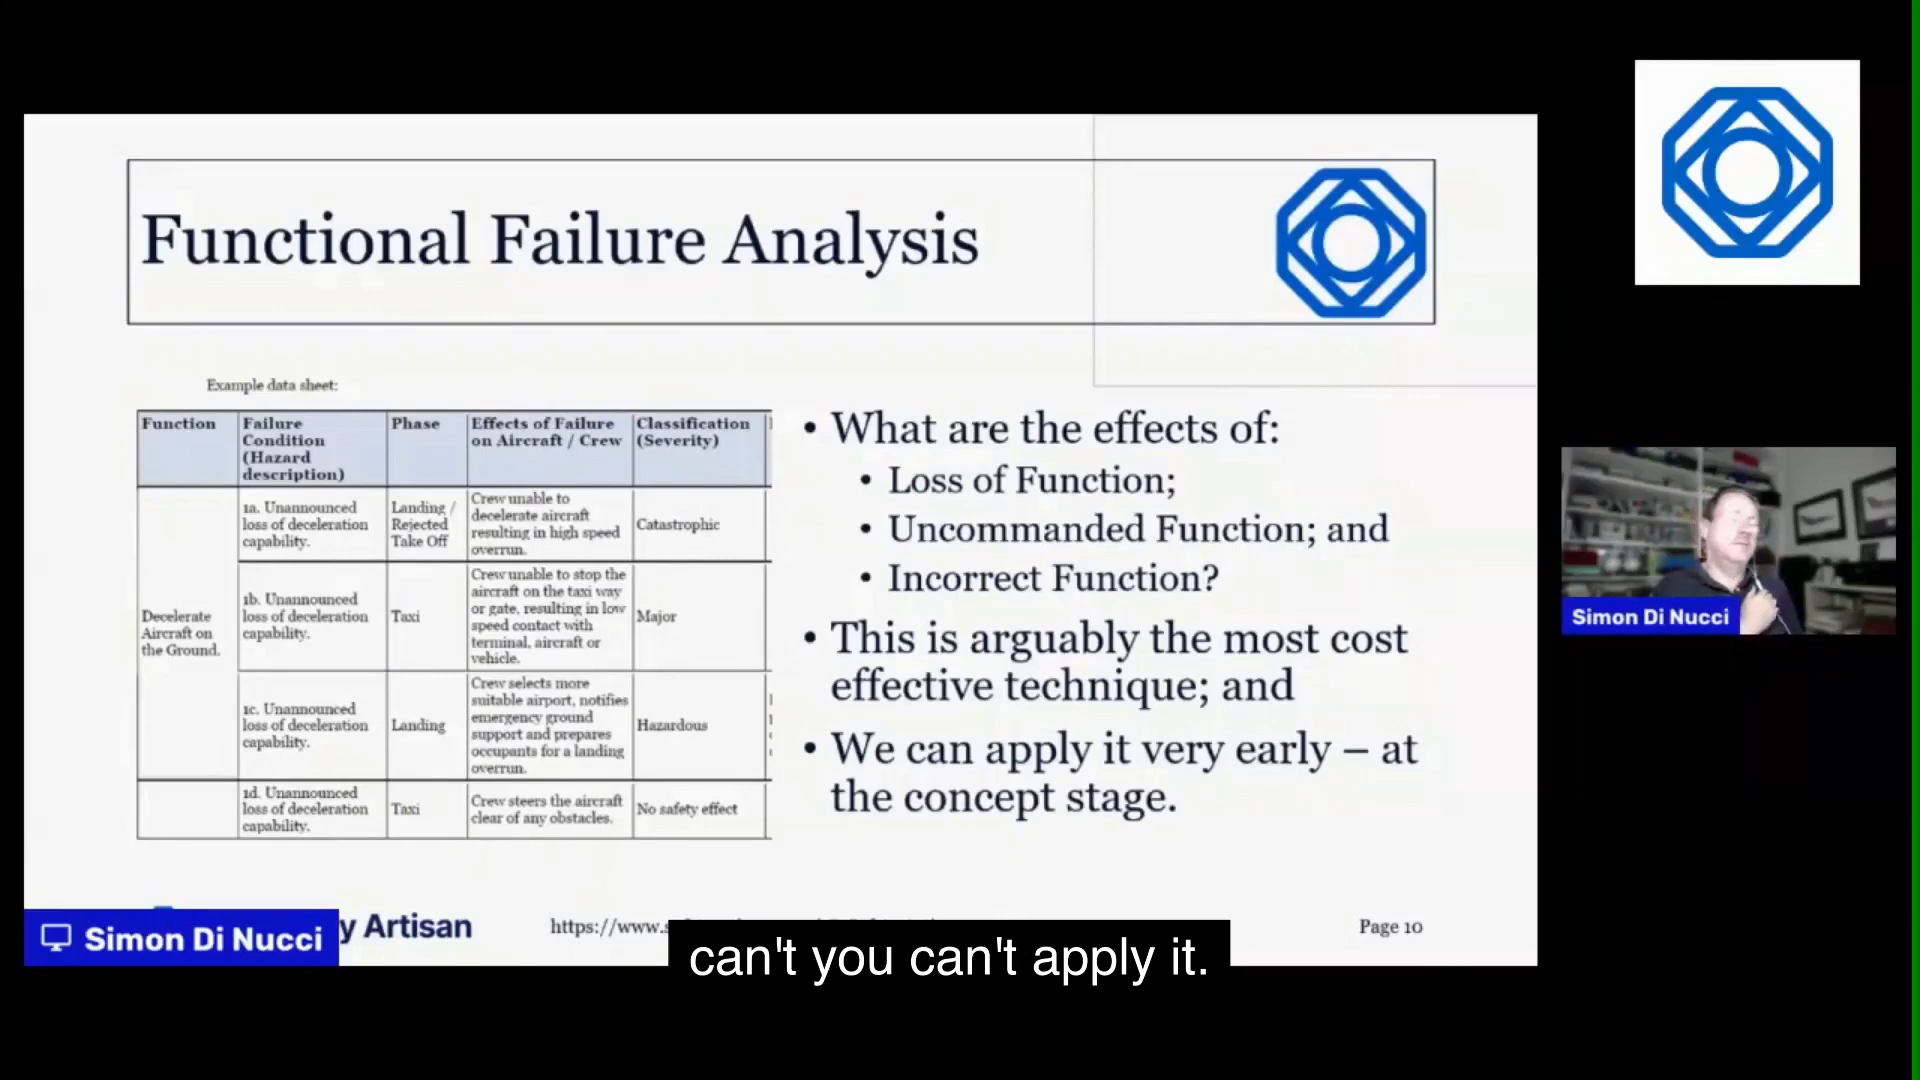 Functional Failure Analysis
Example data sheet:
Function
Failure
Condition
(Hazard
description)
Phase
Effects of Failure
on Aircraft / Crew
Classification
(Severity)
Decelerate
Aircraft on
the Ground.
1a. Unannounced
loss of deceleration
capability.
Landing /
Rejected
Take Off
Crew unable to
decelerate aircraft
resulting in high speed
overrun.
Catastrophic
1b. Unannounced
loss of deceleration
capability.
Taxi
Crew unable to stop the
aircraft on the taxi way
or gate, resulting in low
speed contact with
terminal, aircraft or
vehicle.
Major
1c. Unannounced
loss of deceleration
capability.
Landing
Crew selects more
suitable airport, notifies
emergency ground
support and prepares
occupants for a landing
overrun.
Hazardous
1d. Unannounced
loss of deceleration
capability.
Taxi
Crew steers the aircraft
clear of any obstacles.
No safety effect
• What are the effects of:
• Loss of Function;
• Uncommanded Function; and
• Incorrect Function?
• This is arguably the most cost
effective technique; and
• We can apply it very early – at
the concept stage.
Simon Di Nucci
Simon Di Nucci
y Artisan
https://www.s
Page 10
can't you can't apply it.